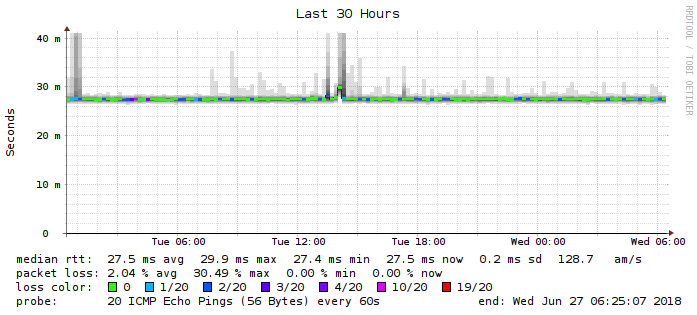 Last 30 Hours
RRDTOOL / TOBI OETIKER
Seconds
40 m
30 m
20 m
10 m
0
Tue 06:00 Tue 12:00 Tue 18:00 Wed 00:00 Wed 06:00
median rtt: 27.5 ms avg 29.9 ms max 27.4 ms min 27.5 ms now 0.2 ms sd 128.7 am/s
packet loss: 2.04 % avg 30.49 % max 0.00 % min 0.00 % now
loss color: 0 1/20 2/20 3/20 4/20 10/20 19/20
probe: 20 ICMP Echo Pings (56 Bytes) every 60s end: Wed Jun 27 06:25:07 2018